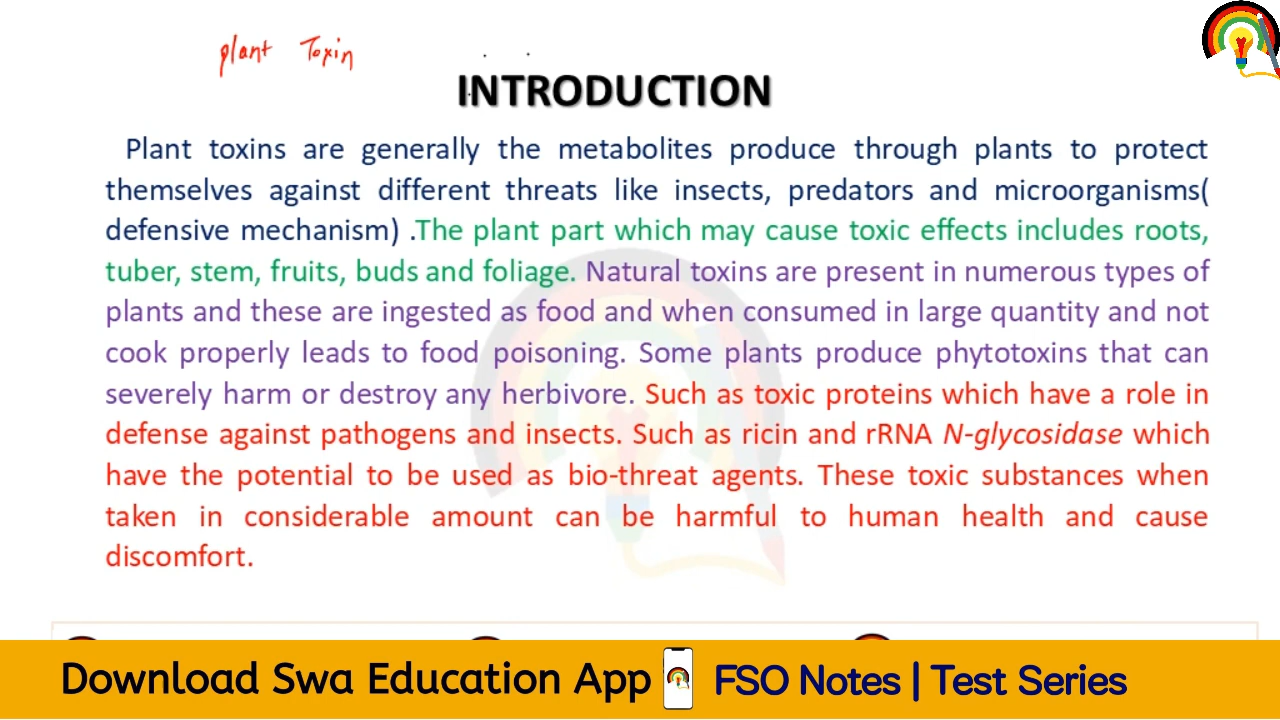 plant Toxin
INTRODUCTION
Plant toxins are generally the metabolites produce through plants to protect
themselves against different threats like insects, predators and microorganisms(
defensive mechanism) .The plant part which may cause toxic effects includes roots,
tuber, stem, fruits, buds and foliage. Natural toxins are present in numerous types of
plants and these are ingested as food and when consumed in large quantity and not
cook properly leads to food poisoning. Some plants produce phytotoxins that can
severely harm or destroy any herbivore. Such as toxic proteins which have a role in
defense against pathogens and insects. Such as ricin and rRNA N-glycosidase which
have the potential to be used as bio-threat agents. These toxic substances when
taken in considerable amount can be harmful to human health and cause
discomfort.
Download Swa Education App FSO Notes | Test Series